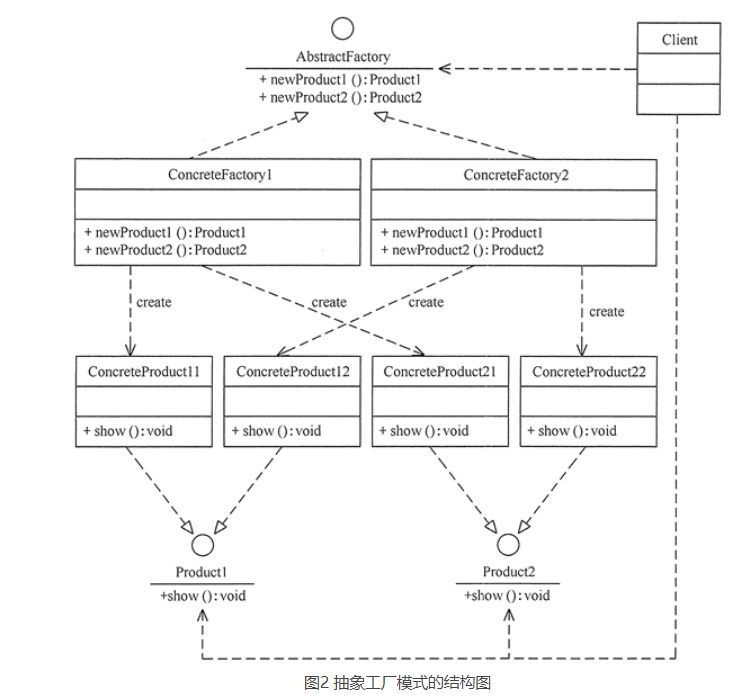 AbstractFactory
+ newProduct1 (): Product1
+ newProduct2 (): Product2
Client
ConcreteFactory1
+ newProduct1 (): Product1
+ newProduct2 (): Product2
ConcreteFactory2
+ newProduct1 (): Product1
+ newProduct2 (): Product2
create
create
create
create
ConcreteProduct11
+ show (): void
ConcreteProduct12
+ show (): void
ConcreteProduct21
+ show (): void
ConcreteProduct22
+ show (): void
Product1
+show (): void
Product2
+show (): void
图2 抽象工厂模式的结构图